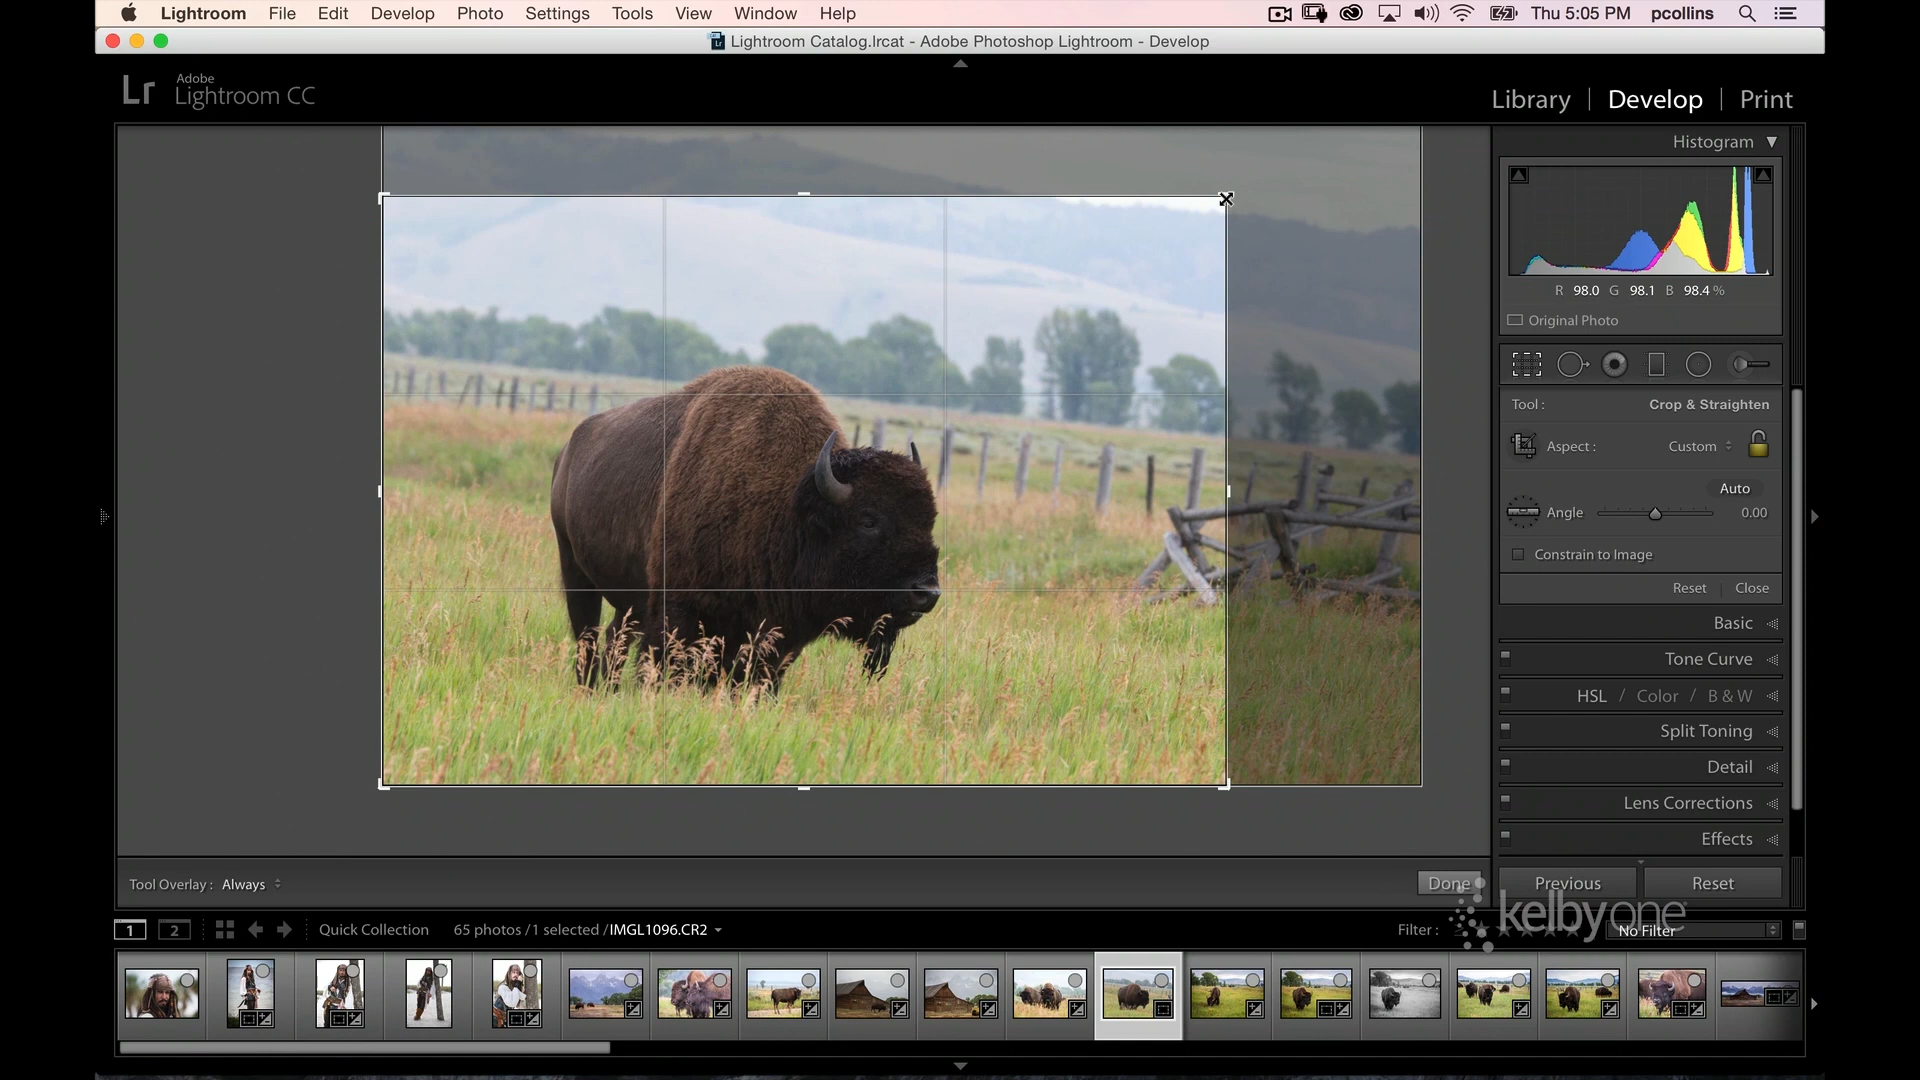 Lightroom File Edit Develop Photo Settings Tools View Window Help Thu 5:05 PM pcollins
Lr Lightroom Catalog.lrcat - Adobe Photoshop Lightroom - Develop
Lr Adobe
Lightroom CC
Library | Develop | Print
Histogram
R 98.0 G 98.1 B 98.4 %
Original Photo
Tool : Crop & Straighten
Aspect : Custom
Auto
Angle 0.00
Constrain to Image
Reset Close
Basic
Tone Curve
HSL / Color / B & W
Split Toning
Detail
Lens Corrections
Effects
Tool Overlay : Always Done Previous Reset
kelbyone
1 2 Quick Collection 65 photos / 1 selected / IMGL1096.CR2 Filter : No Filter